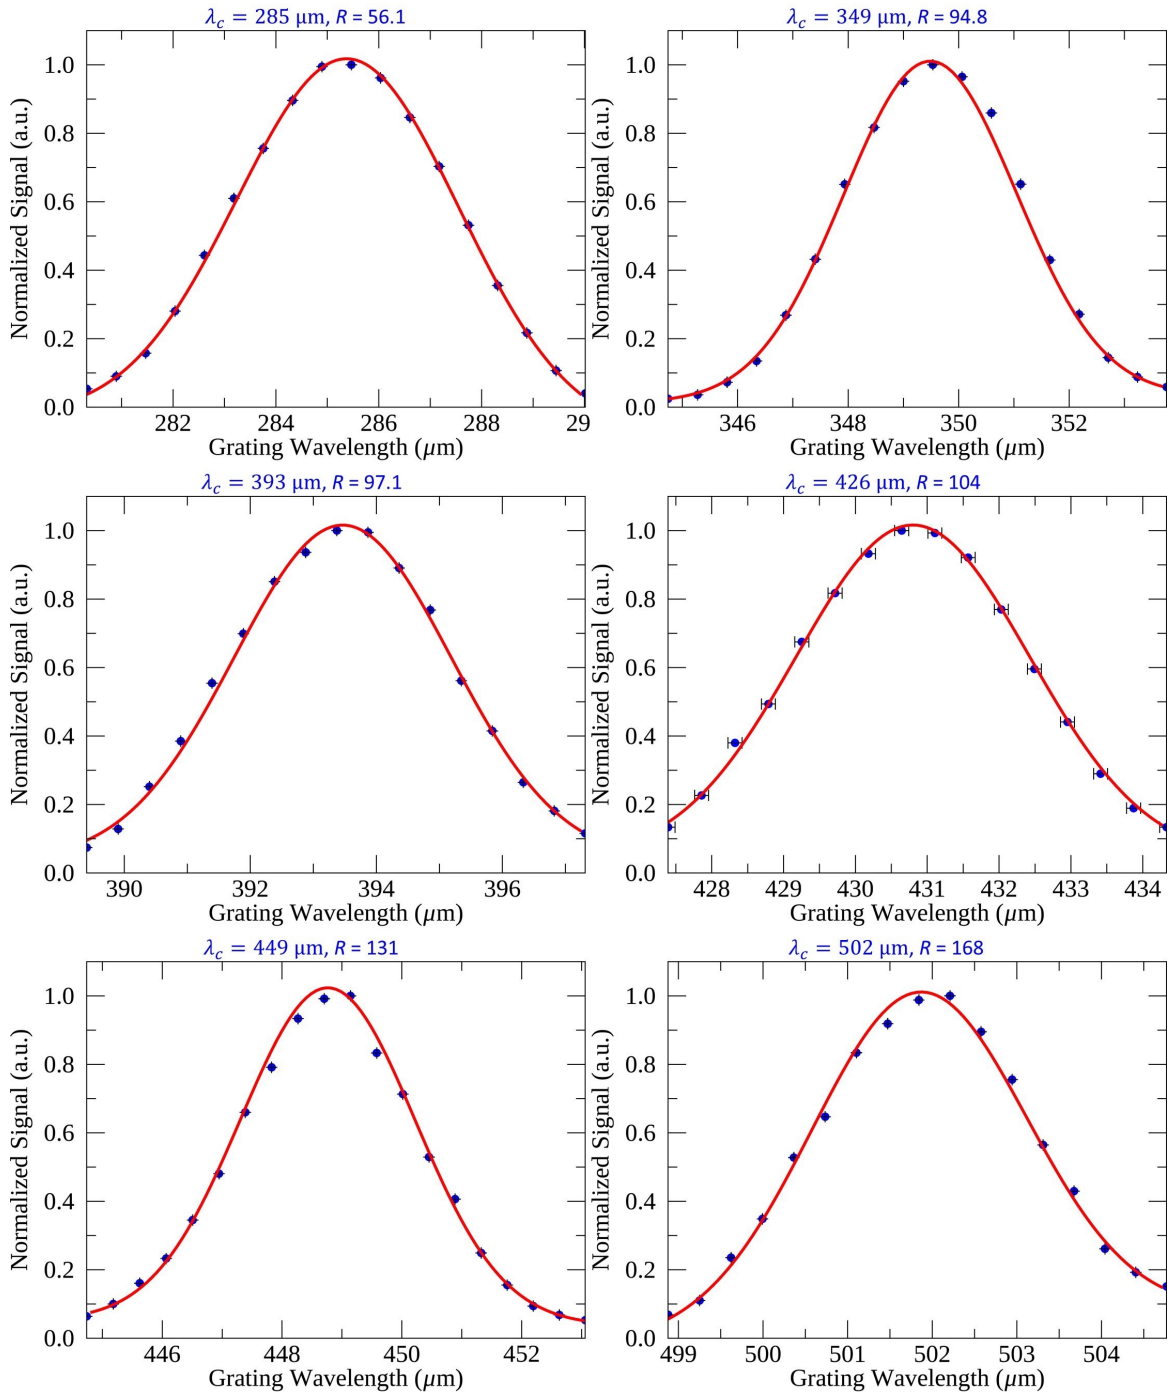 λc = 285 μm, R = 56.1
1.0
0.8
0.6
0.4
0.2
0.0
Normalized Signal (a.u.)
282 284 286 288 29
Grating Wavelength (μm)
λc = 349 μm, R = 94.8
1.0
0.8
0.6
0.4
0.2
0.0
Normalized Signal (a.u.)
346 348 350 352
Grating Wavelength (μm)
λc = 393 μm, R = 97.1
1.0
0.8
0.6
0.4
0.2
0.0
Normalized Signal (a.u.)
390 392 394 396
Grating Wavelength (μm)
λc = 426 μm, R = 104
1.0
0.8
0.6
0.4
0.2
0.0
Normalized Signal (a.u.)
428 429 430 431 432 433 434
Grating Wavelength (μm)
λc = 449 μm, R = 131
1.0
0.8
0.6
0.4
0.2
0.0
Normalized Signal (a.u.)
446 448 450 452
Grating Wavelength (μm)
λc = 502 μm, R = 168
1.0
0.8
0.6
0.4
0.2
0.0
Normalized Signal (a.u.)
499 500 501 502 503 504
Grating Wavelength (μm)